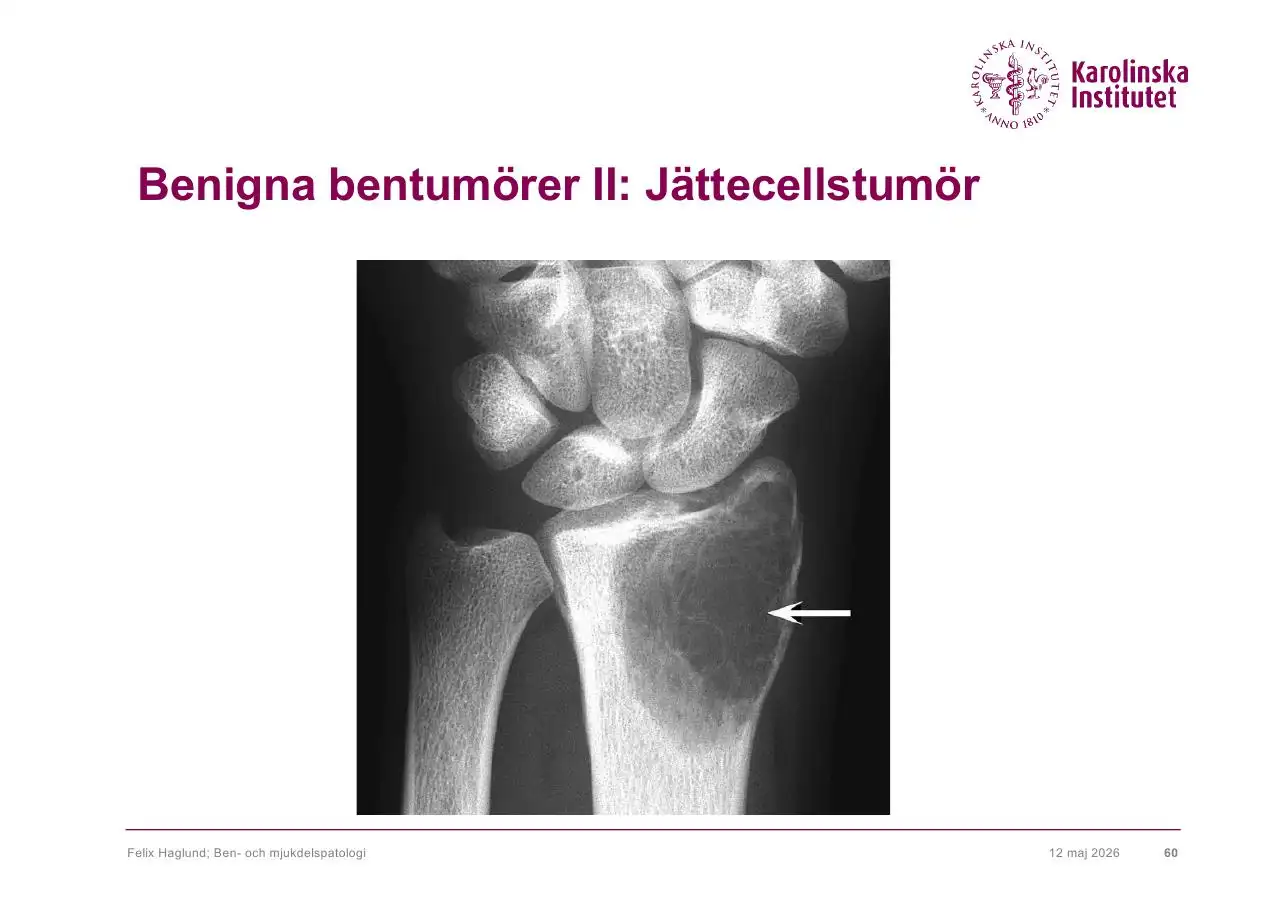 KAROLINSKA INSTITUTET
ANNO 1810
Karolinska
Institutet
Benigna bentumörer II: Jättecellstumör
Felix Haglund; Ben- och mjukdelspatologi
12 maj 2026
60